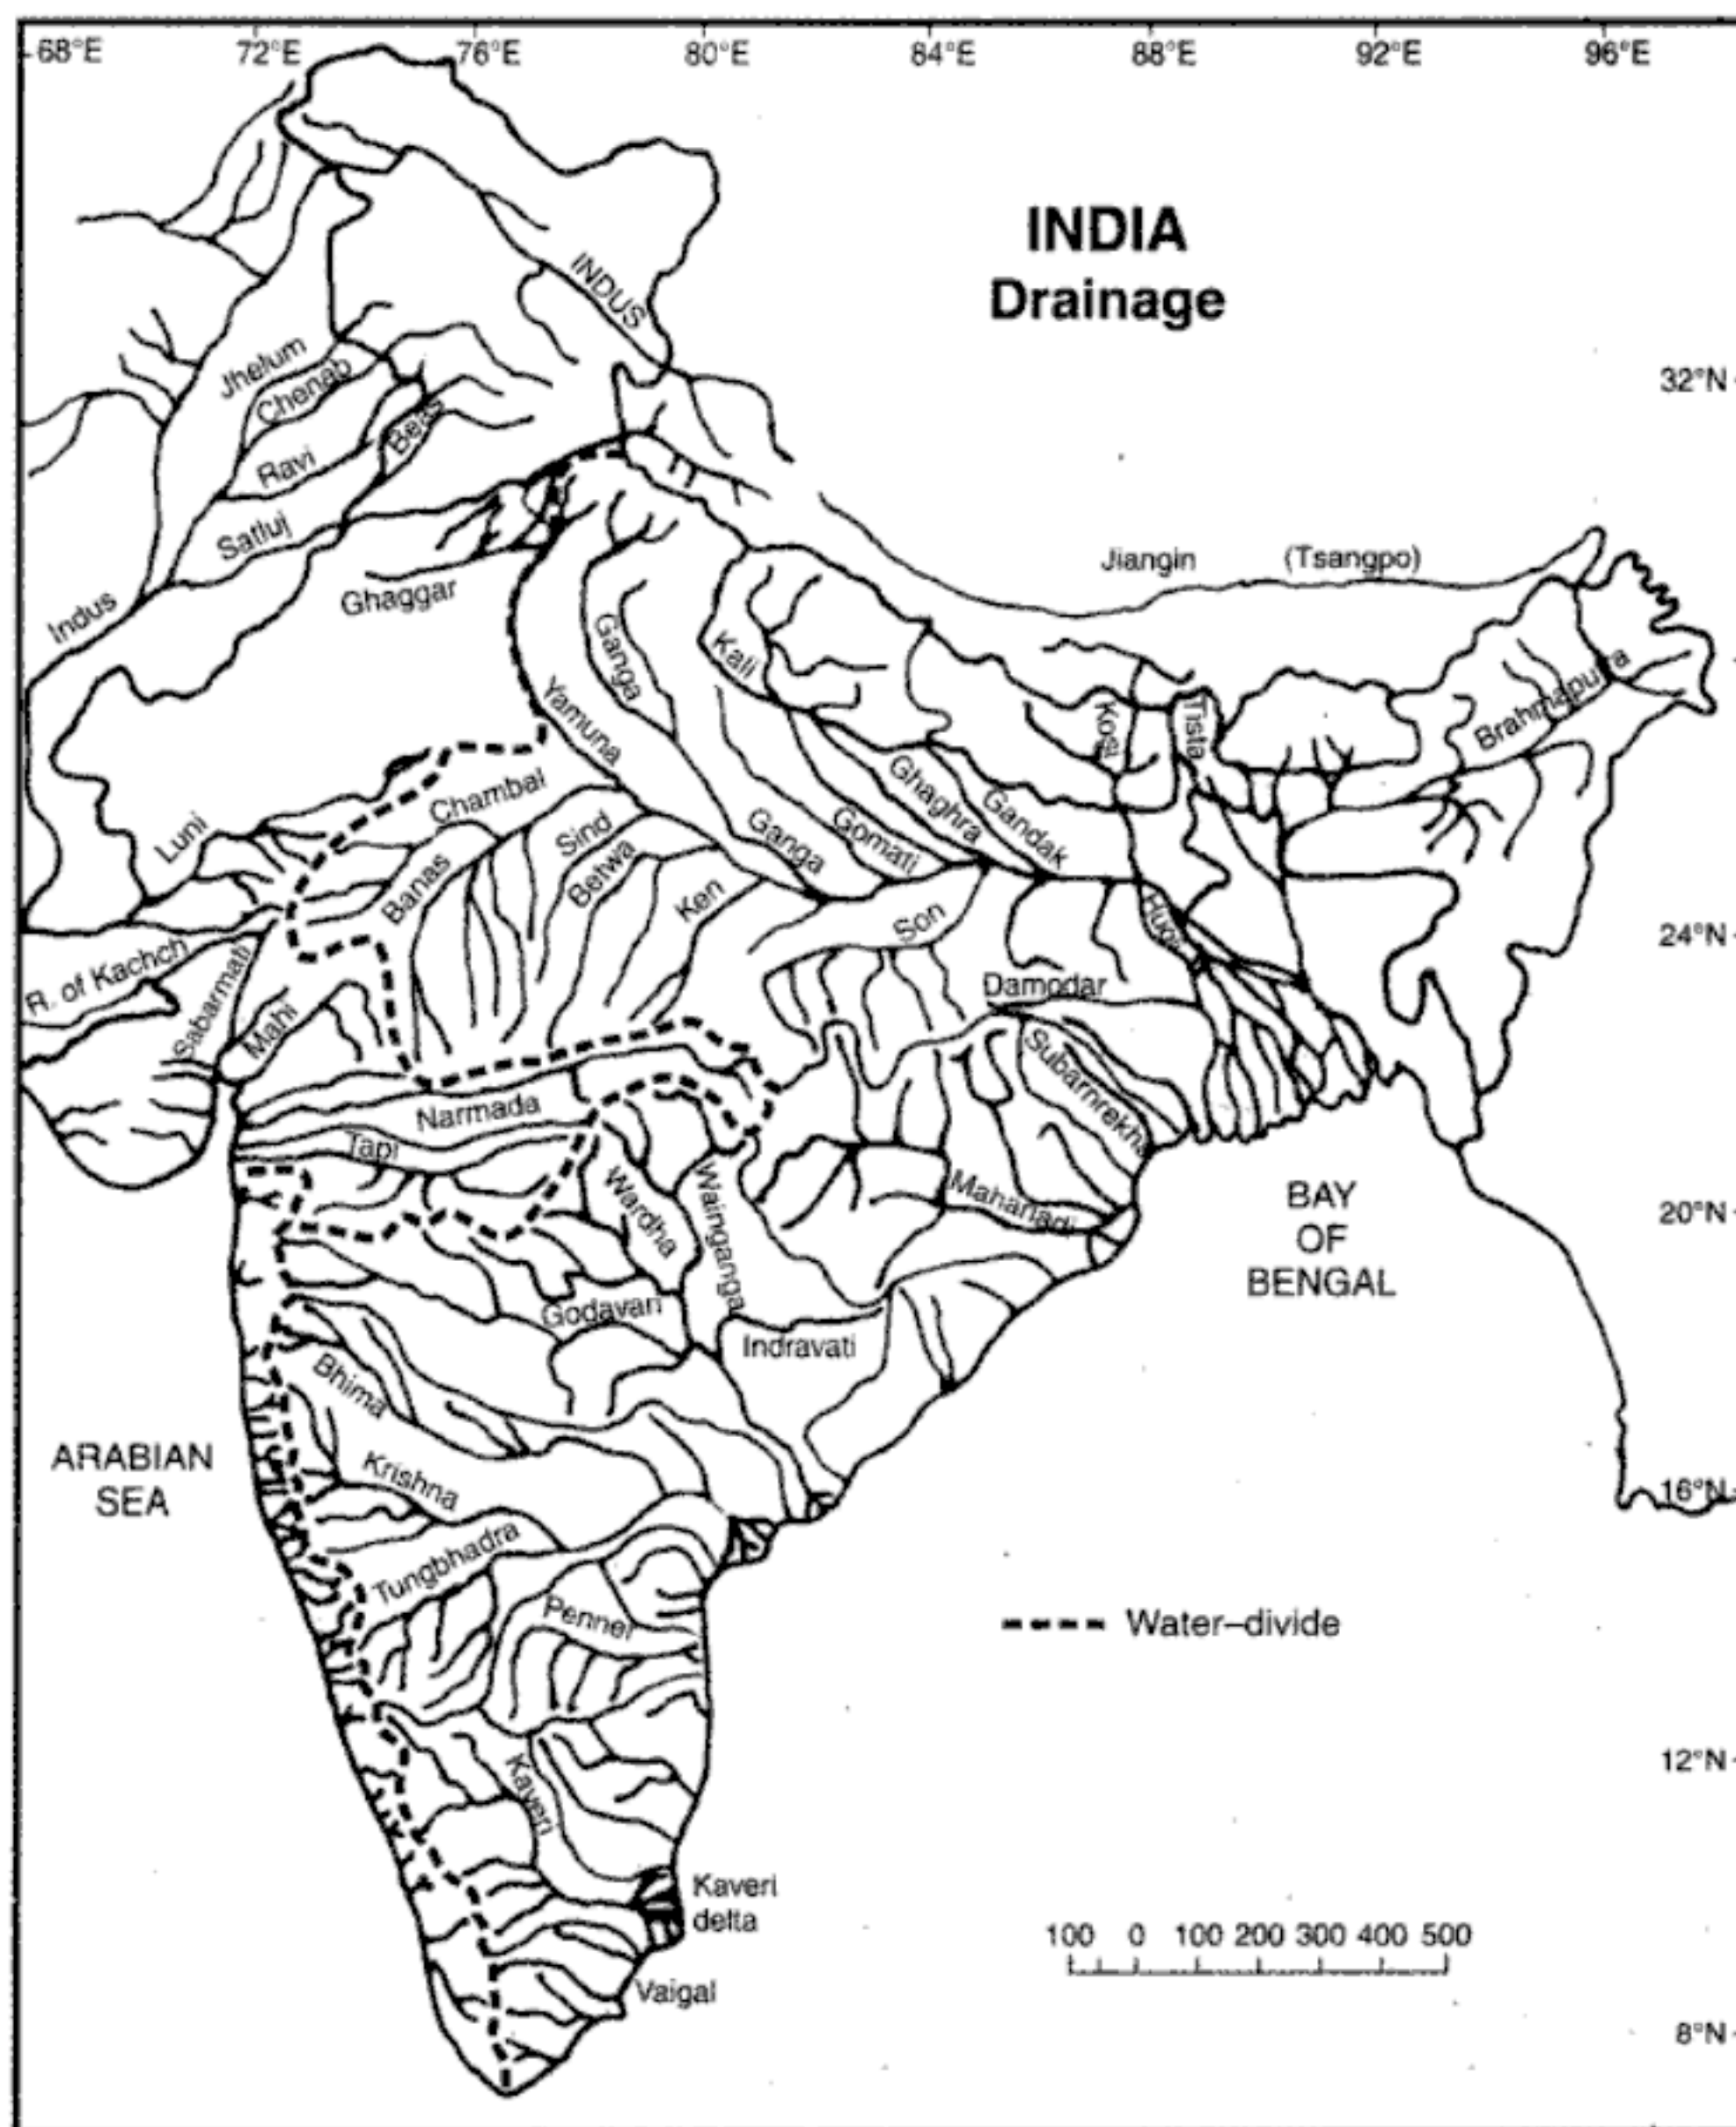 68°E 72°E 76°E 80°E 84°E 88°E 92°E 96°E
INDIA
Drainage
INDUS
32°N
Jhelum
Chenab
Beas
Ravi
Satluj
Jiangin (Tsangpo)
Ghaggar
Indus
Ganga
Kali
Yamuna
Kosi
Tista
Brahmaputra
Chambal
Ghaghra
Gandak
Luni
Sind
Ganga
Gomati
Banas
Betwa
Ken
Son
24°N
R. of Kachch
Sabarmati
Mahi
Damodar
Subarnrekha
Narmada
Tapi
Wardha
Wainganga
Mahanadi
BAY
OF
BENGAL
20°N
Godavari
Indravati
Bhima
ARABIAN
SEA
Krishna
16°N
Tungbhadra
Pennel
Water–divide
12°N
Kaveri
Kaveri
delta
100 0 100 200 300 400 500
Vaigal
8°N